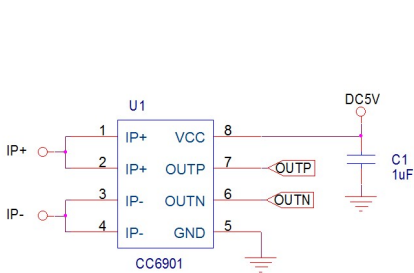 DC5V
U1
1 IP+ VCC 8
IP+
2 IP+ OUTP 7 OUTP
C1
1uF
3 IP- OUTN 6 OUTN
IP-
4 IP- GND 5
CC6901